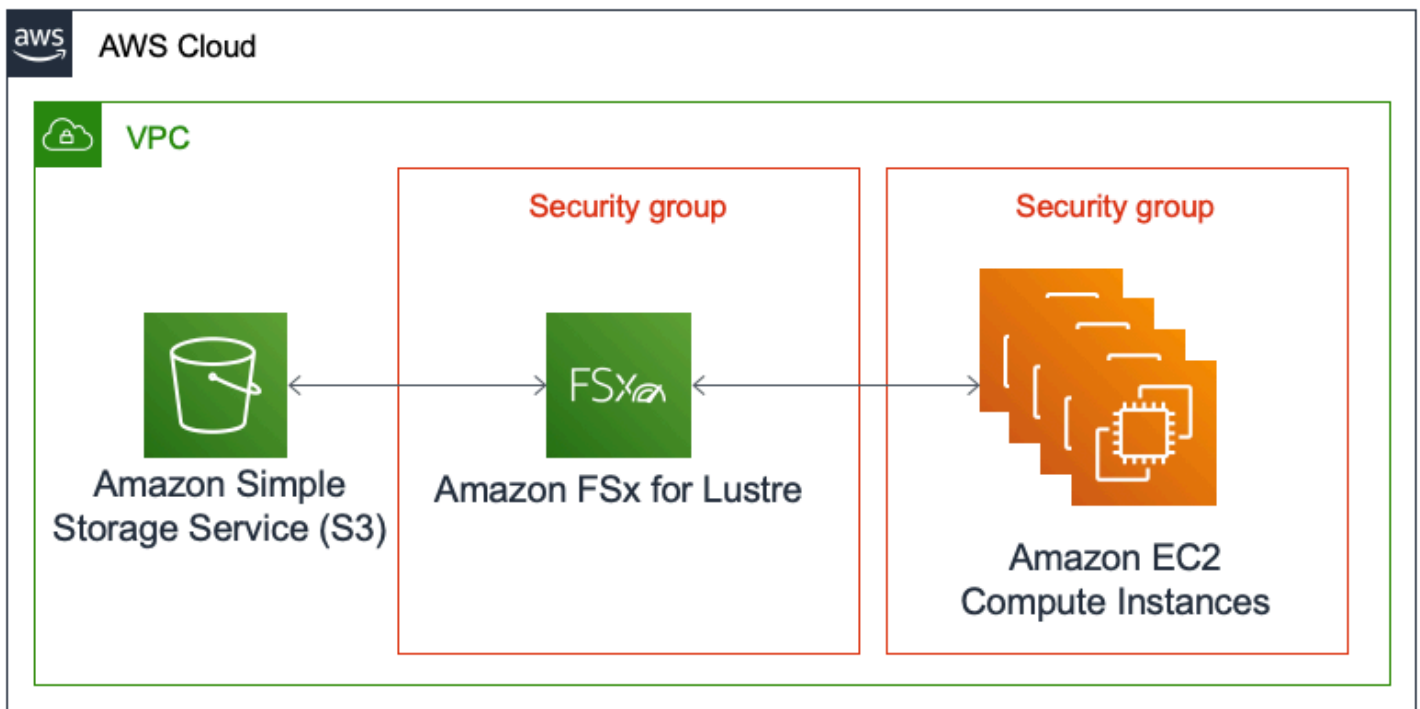 aws
AWS Cloud
VPC
Security group
Security group
FSx
Amazon Simple
Storage Service (S3)
Amazon FSx for Lustre
Amazon EC2
Compute Instances